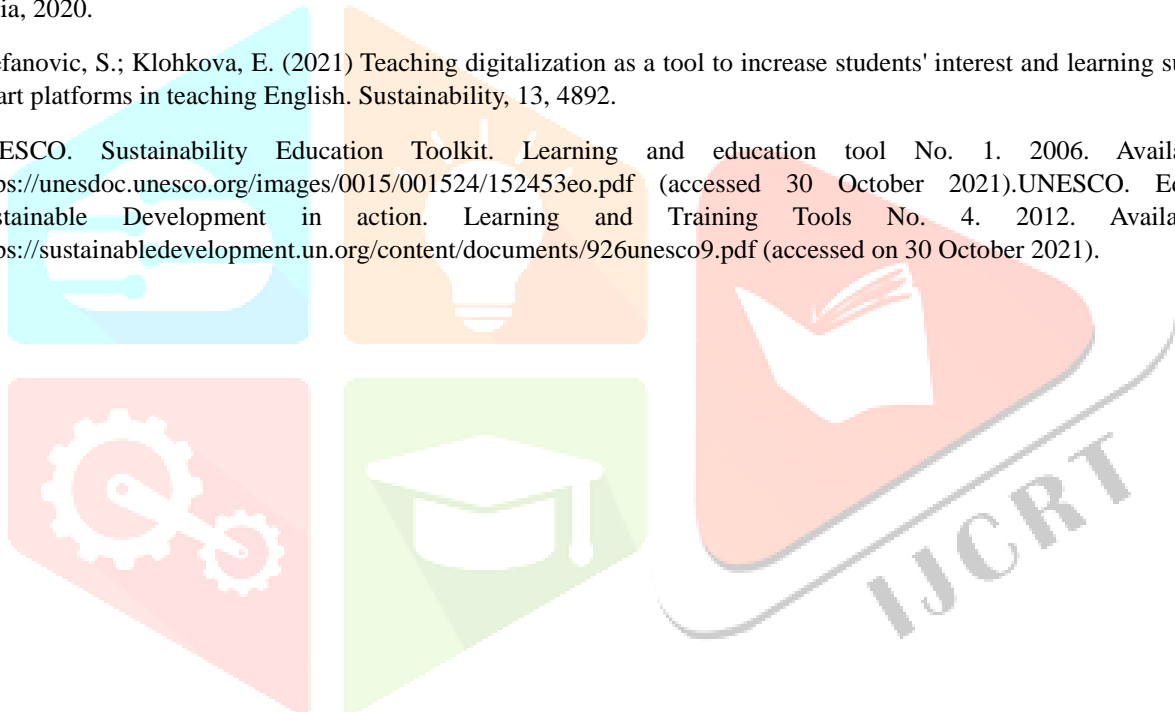 ia, 2020.
efanovic, S.; Klohkova, E. (2021) Teaching digitalization as a tool to increase students' interest and learning su
art platforms in teaching English. Sustainability, 13, 4892.
ESCO. Sustainability Education Toolkit. Learning and education tool No. 1. 2006. Availa
ps://unesdoc.unesco.org/images/0015/001524/152453eo.pdf (accessed 30 October 2021).UNESCO. Ed
stainable Development in action. Learning and Training Tools No. 4. 2012. Availa
ps://sustainabledevelopment.un.org/content/documents/926unesco9.pdf (accessed on 30 October 2021).
IJCRT